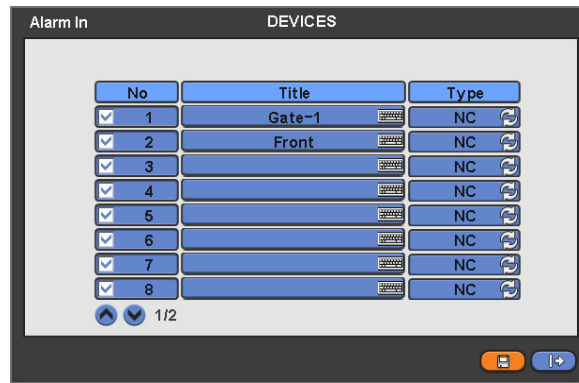 Alarm In DEVICES
No Title Type
1 Gate-1 NC
2 Front NC
3 NC
4 NC
5 NC
6 NC
7 NC
8 NC
1/2